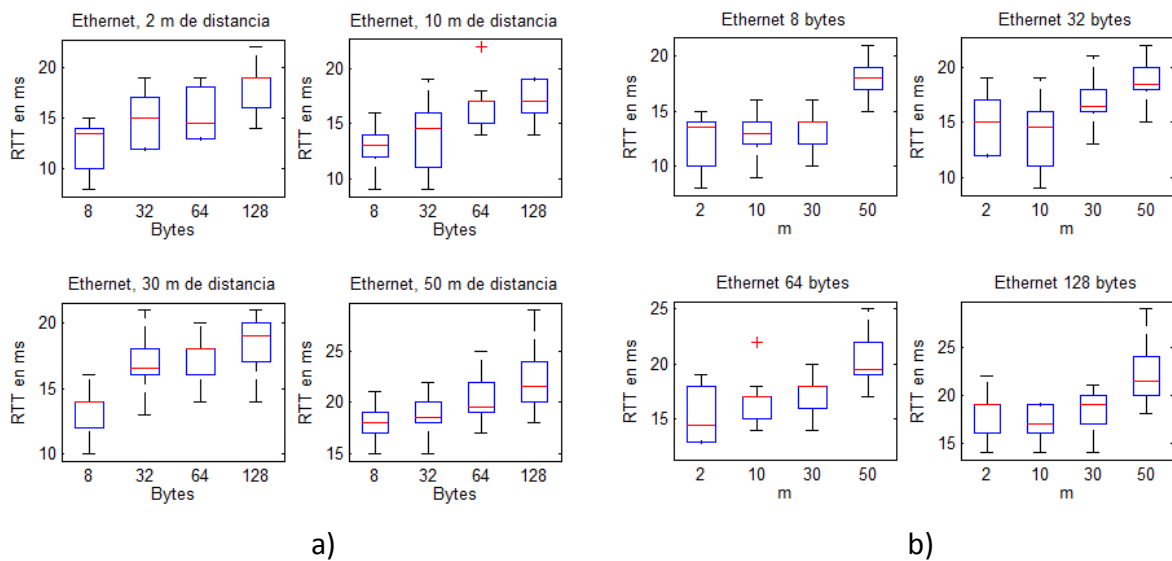 Ethernet, 2 m de distancia
RTT en ms
20
15
10
8 32 64 128
Bytes
Ethernet, 10 m de distancia
RTT en ms
20
15
10
8 32 64 128
Bytes
Ethernet, 30 m de distancia
RTT en ms
20
15
10
8 32 64 128
Bytes
Ethernet, 50 m de distancia
RTT en ms
25
20
15
8 32 64 128
Bytes
a)
Ethernet 8 bytes
RTT en ms
20
15
10
2 10 30 50
m
Ethernet 32 bytes
RTT en ms
20
15
10
2 10 30 50
m
Ethernet 64 bytes
RTT en ms
25
20
15
2 10 30 50
m
Ethernet 128 bytes
RTT en ms
25
20
15
2 10 30 50
m
b)